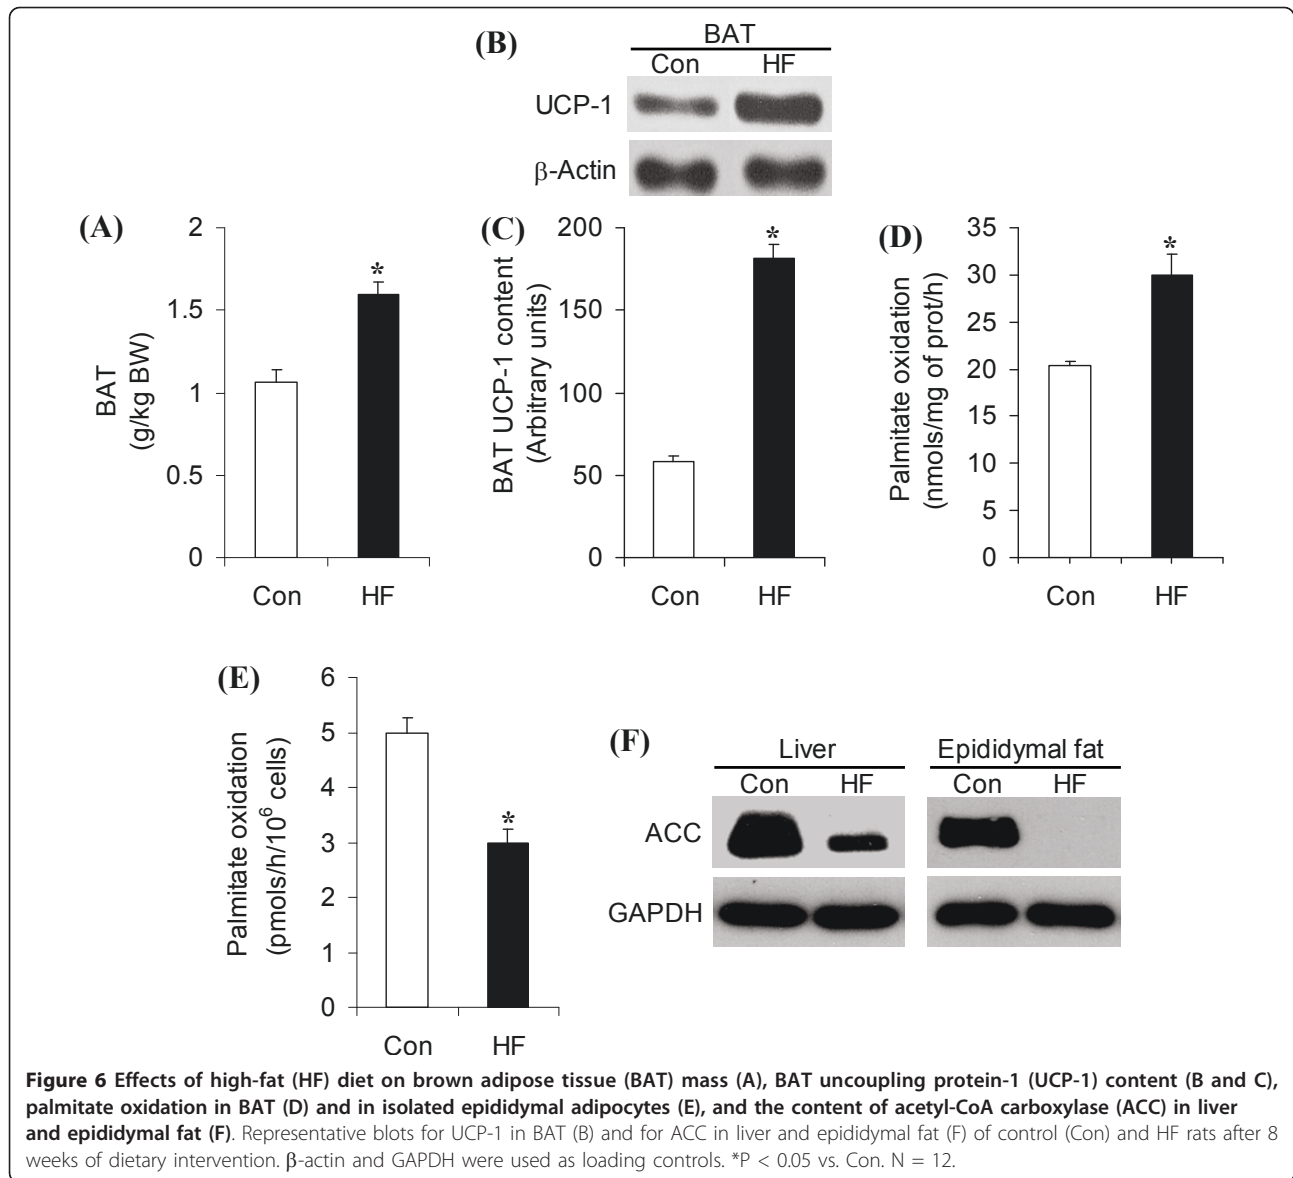 (B)
BAT
Con HF
UCP-1
β-Actin
(A)
BAT
(g/kg BW)
2
1.5
1
0.5
0
*
Con HF
(C)
BAT UCP-1 content
(Arbitrary units)
200
150
100
50
0
*
Con HF
(D)
Palmitate oxidation
(nmols/mg of prot/h)
35
30
25
20
15
10
5
0
*
Con HF
(E)
Palmitate oxidation
(pmols/h/10⁶ cells)
6
5
4
3
2
1
0
*
Con HF
(F)
Liver Epididymal fat
Con HF Con HF
ACC
GAPDH
Figure 6 Effects of high-fat (HF) diet on brown adipose tissue (BAT) mass (A), BAT uncoupling protein-1 (UCP-1) content (B and C),
palmitate oxidation in BAT (D) and in isolated epididymal adipocytes (E), and the content of acetyl-CoA carboxylase (ACC) in liver
and epididymal fat (F). Representative blots for UCP-1 in BAT (B) and for ACC in liver and epididymal fat (F) of control (Con) and HF rats after 8
weeks of dietary intervention. β-actin and GAPDH were used as loading controls. *P < 0.05 vs. Con. N = 12.